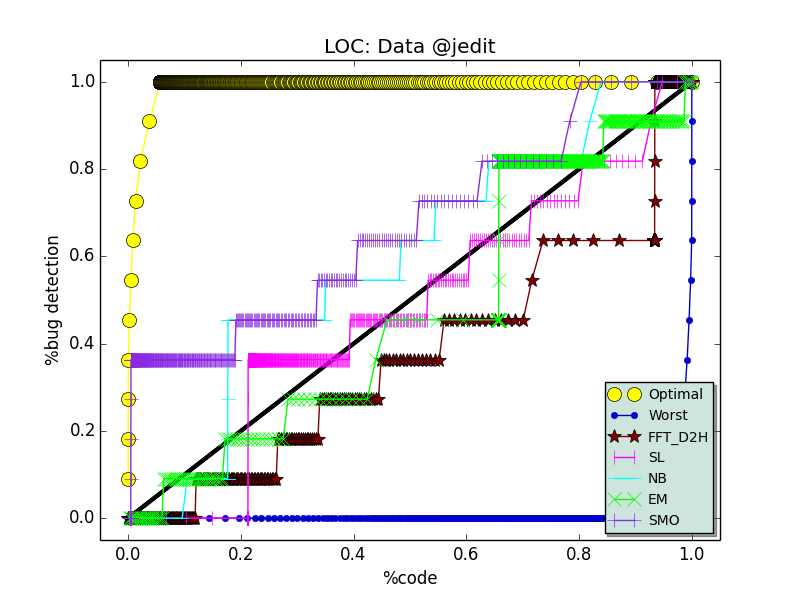 LOC: Data @jedit
%bug detection
1.0
0.8
0.6
0.4
0.2
0.0
0.0 0.2 0.4 0.6 0.8 1.0
%code
Optimal
Worst
FFT_D2H
SL
NB
EM
SMO